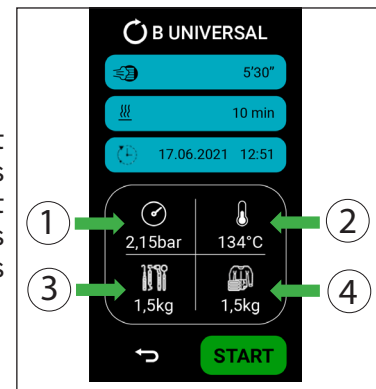 B UNIVERSAL
5'30"
10 min
17.06.2021 12:51
1
2
2,15bar
134°C
3
4
1,5kg
1,5kg
START